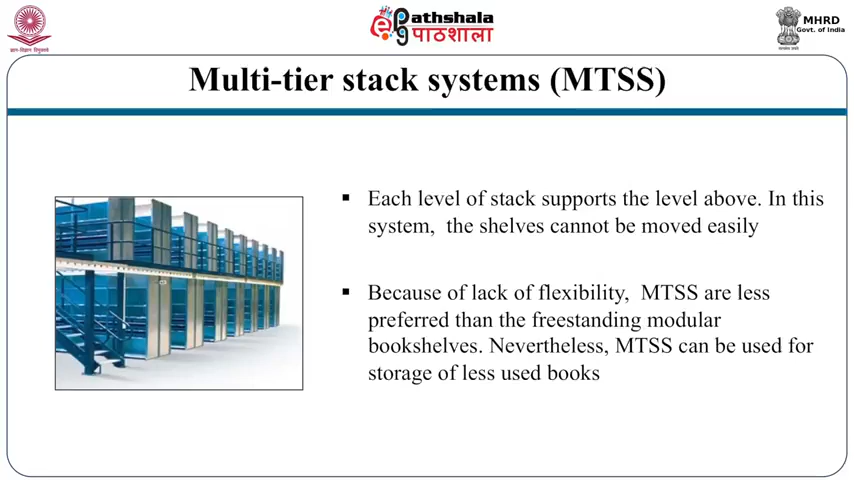 ज्ञान-विज्ञान विमुक्तये
ePathshala
पाठशाला
MHRD
Govt. of India
Multi-tier stack systems (MTSS)
▪ Each level of stack supports the level above. In this
system, the shelves cannot be moved easily
▪ Because of lack of flexibility, MTSS are less
preferred than the freestanding modular
bookshelves. Nevertheless, MTSS can be used for
storage of less used books